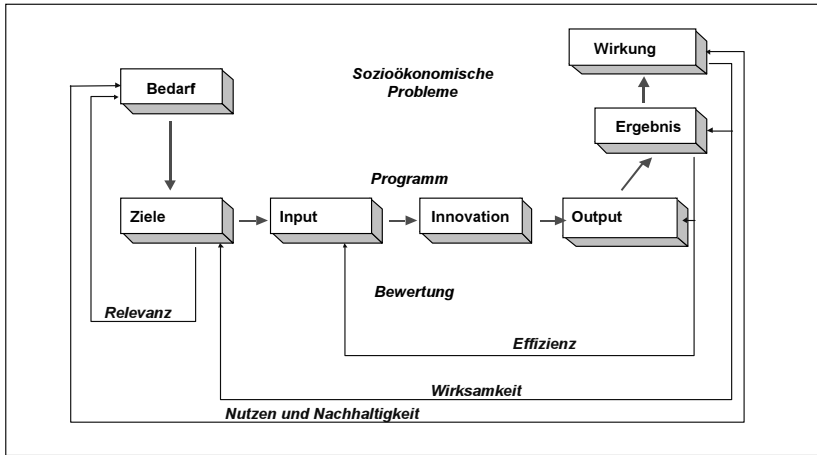 Wirkung
Sozioökonomische
Probleme
Bedarf
Ergebnis
Programm
Ziele
Input
Innovation
Output
Bewertung
Relevanz
Effizienz
Wirksamkeit
Nutzen und Nachhaltigkeit